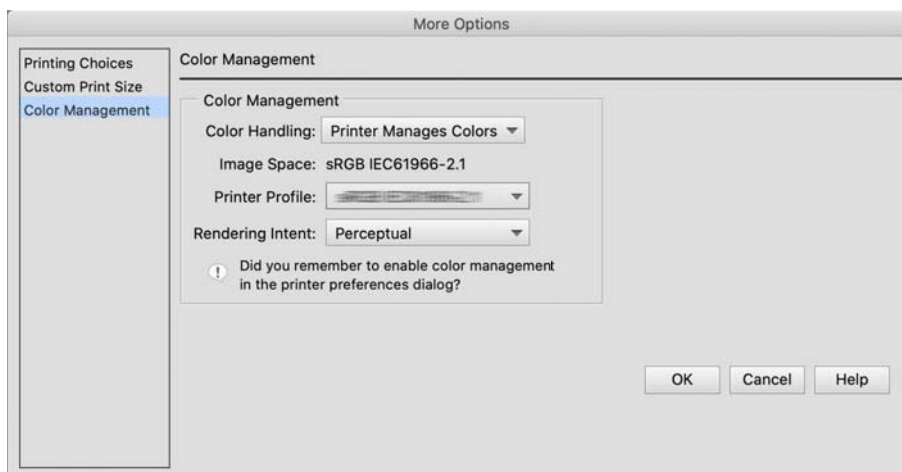 More Options
Printing Choices
Custom Print Size
Color Management
Color Management
Color Management
Color Handling: Printer Manages Colors
Image Space: sRGB IEC61966-2.1
Printer Profile:
Rendering Intent: Perceptual
! Did you remember to enable color management
in the printer preferences dialog?
OK Cancel Help